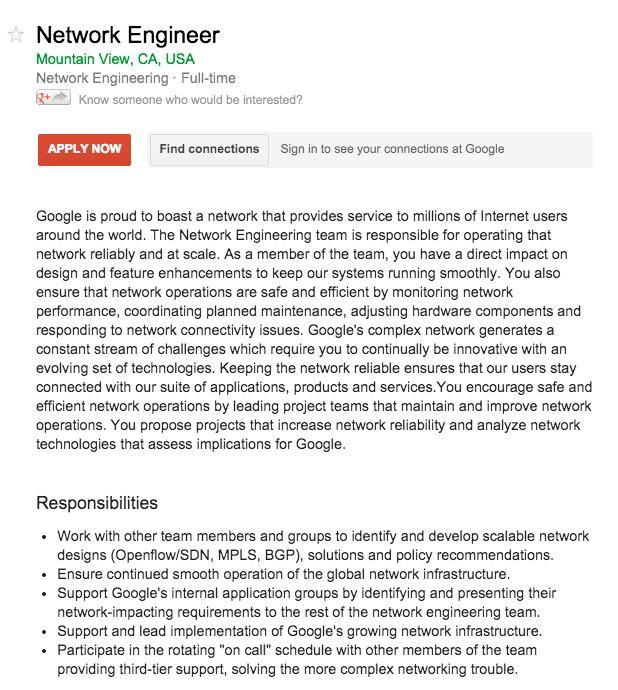 Network Engineer
Mountain View, CA, USA
Network Engineering · Full-time
g+ Know someone who would be interested?
APPLY NOW Find connections Sign in to see your connections at Google
Google is proud to boast a network that provides service to millions of Internet users
around the world. The Network Engineering team is responsible for operating that
network reliably and at scale. As a member of the team, you have a direct impact on
design and feature enhancements to keep our systems running smoothly. You also
ensure that network operations are safe and efficient by monitoring network
performance, coordinating planned maintenance, adjusting hardware components and
responding to network connectivity issues. Google's complex network generates a
constant stream of challenges which require you to continually be innovative with an
evolving set of technologies. Keeping the network reliable ensures that our users stay
connected with our suite of applications, products and services.You encourage safe and
efficient network operations by leading project teams that maintain and improve network
operations. You propose projects that increase network reliability and analyze network
technologies that assess implications for Google.
Responsibilities
• Work with other team members and groups to identify and develop scalable network
designs (Openflow/SDN, MPLS, BGP), solutions and policy recommendations.
• Ensure continued smooth operation of the global network infrastructure.
• Support Google's internal application groups by identifying and presenting their
network-impacting requirements to the rest of the network engineering team.
• Support and lead implementation of Google's growing network infrastructure.
• Participate in the rotating "on call" schedule with other members of the team
providing third-tier support, solving the more complex networking trouble.